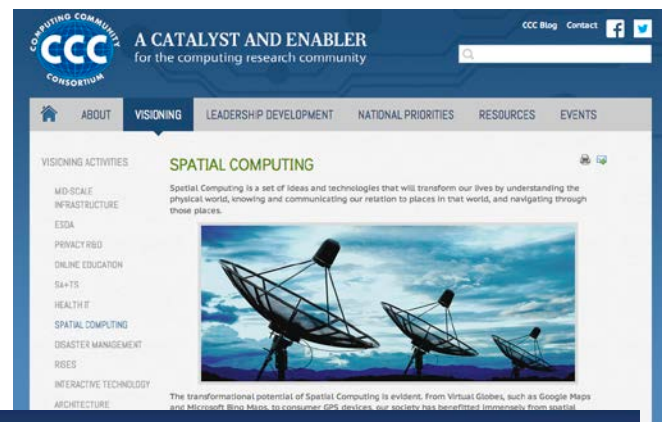 COMPUTING COMMUNITY
CCC
CONSORTIUM
A CATALYST AND ENABLER
for the computing research community
CCC Blog Contact
ABOUT VISIONING LEADERSHIP DEVELOPMENT NATIONAL PRIORITIES RESOURCES EVENTS
VISIONING ACTIVITIES
MID-SCALE
INFRASTRUCTURE
ESDA
PRIVACY R&D
ONLINE EDUCATION
SA+TS
HEALTH IT
SPATIAL COMPUTING
DISASTER MANAGEMENT
RISES
INTERACTIVE TECHNOLOGY
ARCHITECTURE
SPATIAL COMPUTING
Spatial Computing is a set of ideas and technologies that will transform our lives by understanding the
physical world, knowing and communicating our relation to places in that world, and navigating through
those places.
The transformational potential of Spatial Computing is evident. From Virtual Globes, such as Google Maps
and Microsoft Bing Maps, to consumer GPS devices, our society has benefitted immensely from spatial